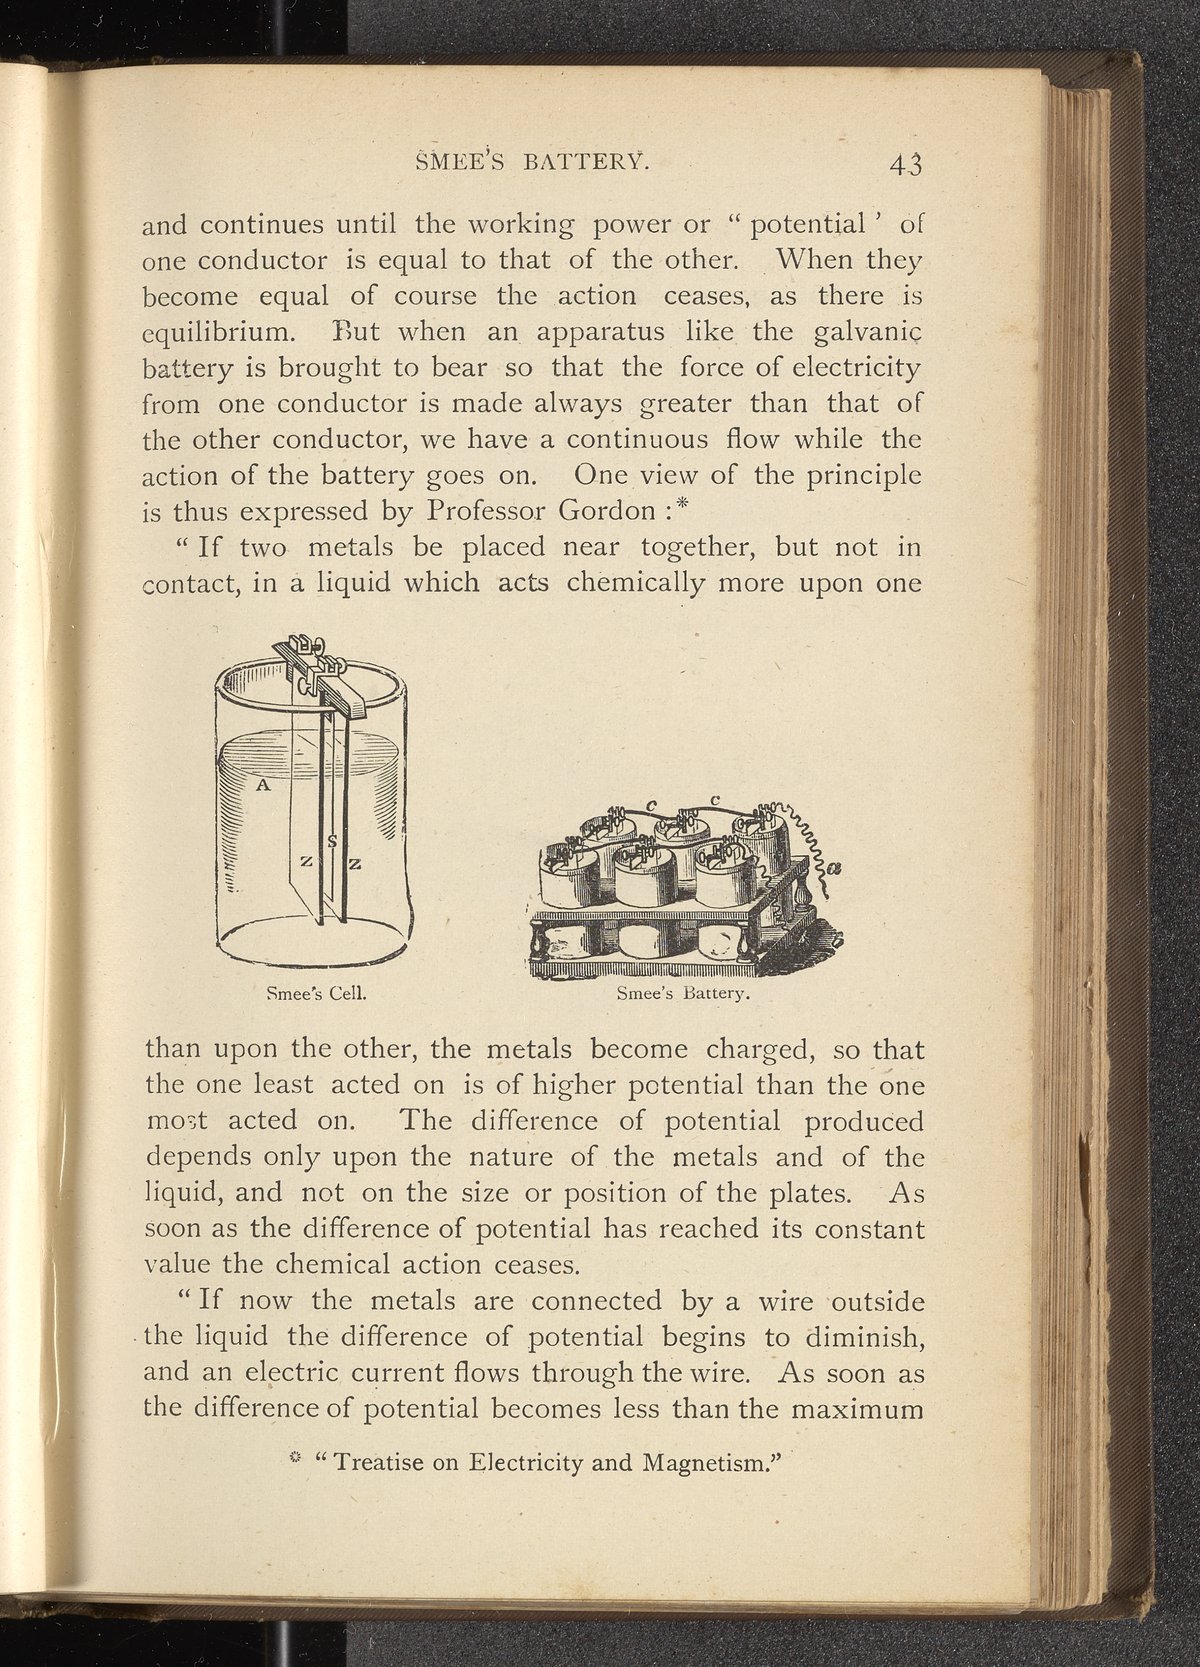 SMEE'S BATTERY. 43
and continues until the working power or “ potential ’ of
one conductor is equal to that of the other. When they
become equal of course the action ceases, as there is
equilibrium. But when an apparatus like the galvanic
battery is brought to bear so that the force of electricity
from one conductor is made always greater than that of
the other conductor, we have a continuous flow while the
action of the battery goes on. One view of the principle
is thus expressed by Professor Gordon :*
“ If two metals be placed near together, but not in
contact, in a liquid which acts chemically more upon one
A
Z
S
Z
c
c
a
Smee's Cell.
Smee's Battery.
than upon the other, the metals become charged, so that
the one least acted on is of higher potential than the one
most acted on. The difference of potential produced
depends only upon the nature of the metals and of the
liquid, and not on the size or position of the plates. As
soon as the difference of potential has reached its constant
value the chemical action ceases.
“ If now the metals are connected by a wire outside
the liquid the difference of potential begins to diminish,
and an electric current flows through the wire. As soon as
the difference of potential becomes less than the maximum
* “ Treatise on Electricity and Magnetism.”